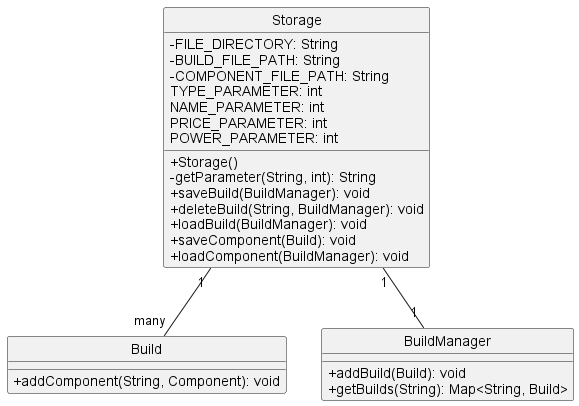 Storage
-FILE_DIRECTORY: String
-BUILD_FILE_PATH: String
-COMPONENT_FILE_PATH: String
TYPE_PARAMETER: int
NAME_PARAMETER: int
PRICE_PARAMETER: int
POWER_PARAMETER: int
+Storage()
-getParameter(String, int): String
+saveBuild(BuildManager): void
+deleteBuild(String, BuildManager): void
+loadBuild(BuildManager): void
+saveComponent(Build): void
+loadComponent(BuildManager): void
1
1
many
1
Build
+addComponent(String, Component): void
BuildManager
+addBuild(Build): void
+getBuilds(String): Map<String, Build>